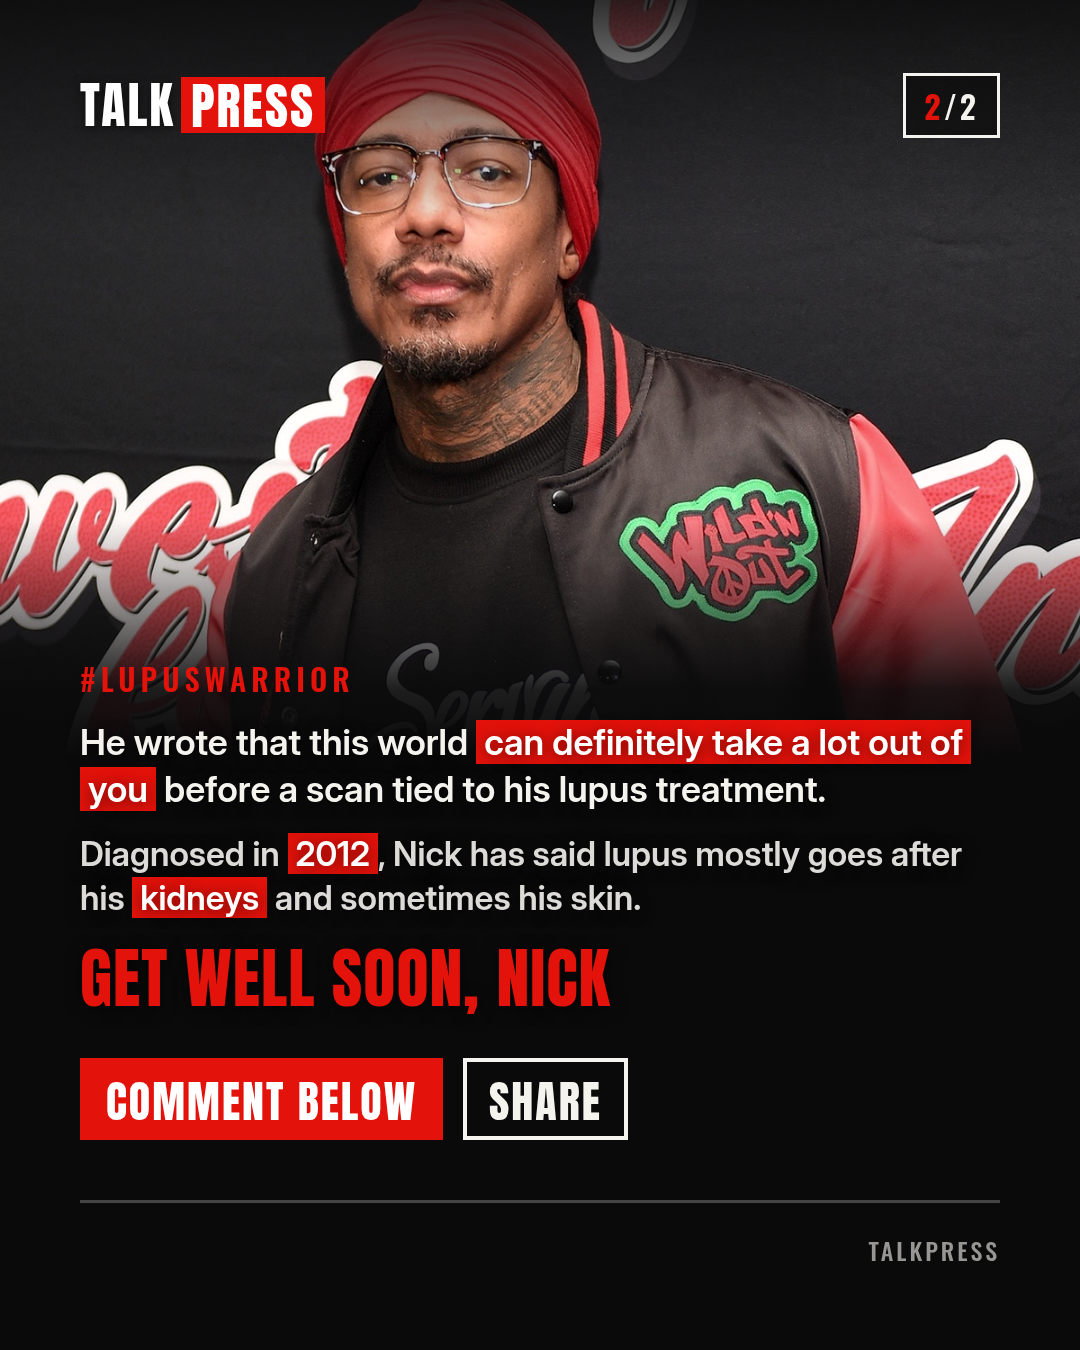 TALK PRESS
2/2
Wild'n
Out
#LUPUSWARRIOR
He wrote that this world can definitely take a lot out of
you before a scan tied to his lupus treatment.
Diagnosed in 2012, Nick has said lupus mostly goes after
his kidneys and sometimes his skin.
GET WELL SOON, NICK
COMMENT BELOW
SHARE
TALKPRESS